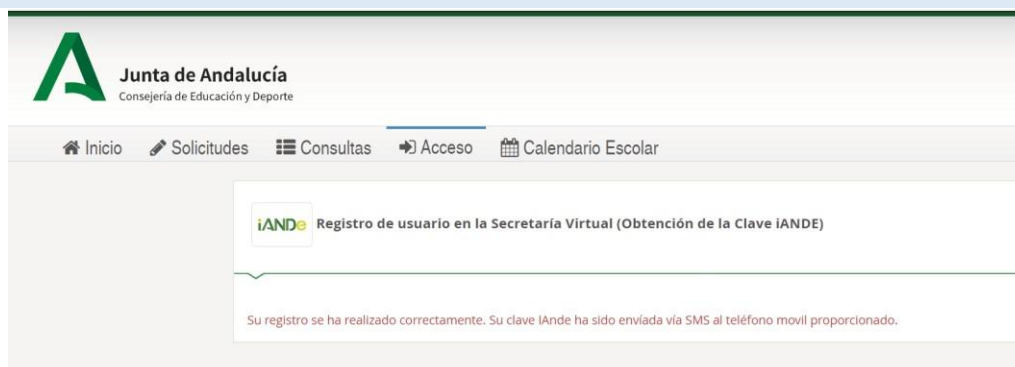 Junta de Andalucía
Consejería de Educación y Deporte
Inicio Solicitudes Consultas Acceso Calendario Escolar
iANDe Registro de usuario en la Secretaría Virtual (Obtención de la Clave iANDE)
Su registro se ha realizado correctamente. Su clave IAnde ha sido envíada vía SMS al teléfono movil proporcionado.